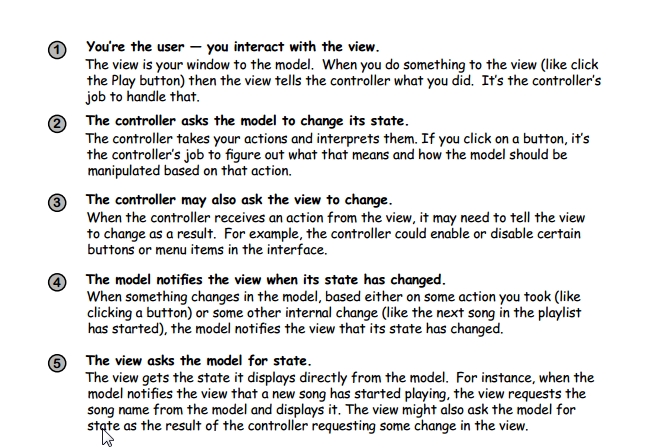 1 You're the user — you interact with the view.
The view is your window to the model. When you do something to the view (like click
the Play button) then the view tells the controller what you did. It's the controller's
job to handle that.
2 The controller asks the model to change its state.
The controller takes your actions and interprets them. If you click on a button, it's
the controller's job to figure out what that means and how the model should be
manipulated based on that action.
3 The controller may also ask the view to change.
When the controller receives an action from the view, it may need to tell the view
to change as a result. For example, the controller could enable or disable certain
buttons or menu items in the interface.
4 The model notifies the view when its state has changed.
When something changes in the model, based either on some action you took (like
clicking a button) or some other internal change (like the next song in the playlist
has started), the model notifies the view that its state has changed.
5 The view asks the model for state.
The view gets the state it displays directly from the model. For instance, when the
model notifies the view that a new song has started playing, the view requests the
song name from the model and displays it. The view might also ask the model for
state as the result of the controller requesting some change in the view.